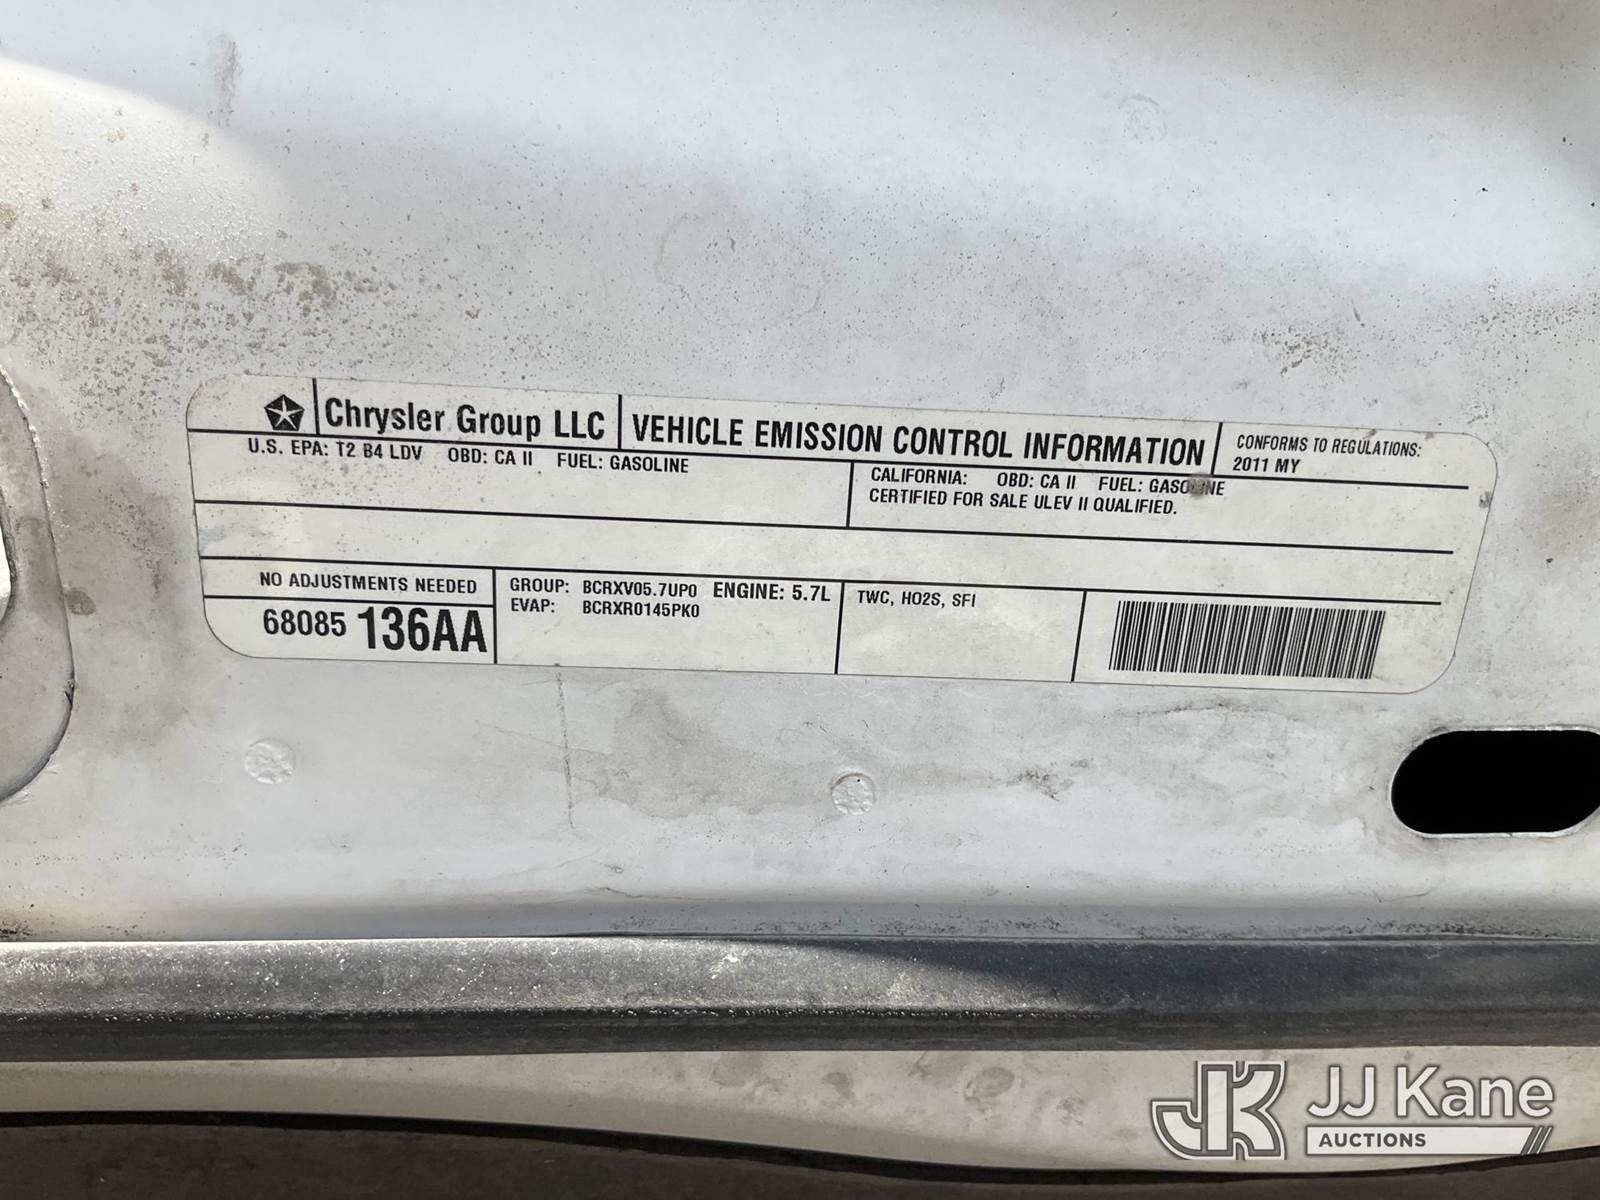 Chrysler Group LLC
VEHICLE EMISSION CONTROL INFORMATION
CONFORMS TO REGULATIONS:
2011 MY
U.S. EPA: T2 B4 LDV OBD: CA II FUEL: GASOLINE
CALIFORNIA: OBD: CA II FUEL: GASOLINE
CERTIFIED FOR SALE ULEV II QUALIFIED.
NO ADJUSTMENTS NEEDED
68085 136AA
GROUP: BCRXV05.7UP0 ENGINE: 5.7L
EVAP: BCRXR0145PK0
TWC, HO2S, SFI
JK JJ Kane
AUCTIONS